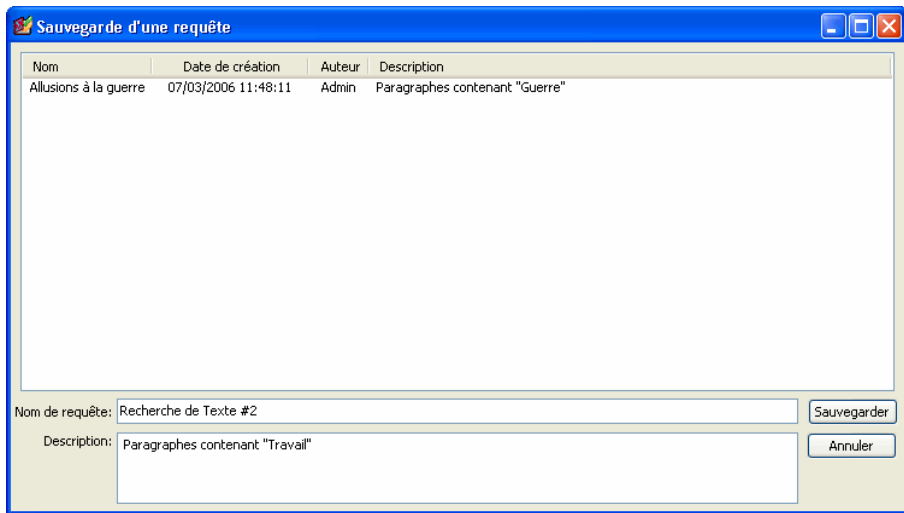 Sauvegarde d'une requête
Nom Date de création Auteur Description
Allusions à la guerre 07/03/2006 11:48:11 Admin Paragraphes contenant "Guerre"
Nom de requête: Recherche de Texte #2 Sauvegarder
Description: Paragraphes contenant "Travail" Annuler